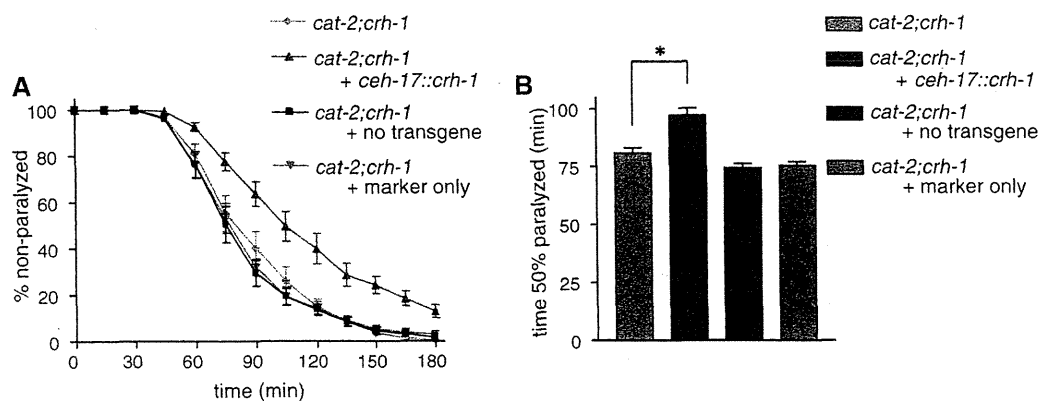 A
cat-2;crh-1
cat-2;crh-1
+ ceh-17::crh-1
cat-2;crh-1
+ no transgene
cat-2;crh-1
+ marker only
% non-paralyzed
100
80
60
40
20
0
0 30 60 90 120 150 180
time (min)
B
*
cat-2;crh-1
cat-2;crh-1
+ ceh-17::crh-1
cat-2;crh-1
+ no transgene
cat-2;crh-1
+ marker only
time 50% paralyzed (min)
100
75
50
25
0